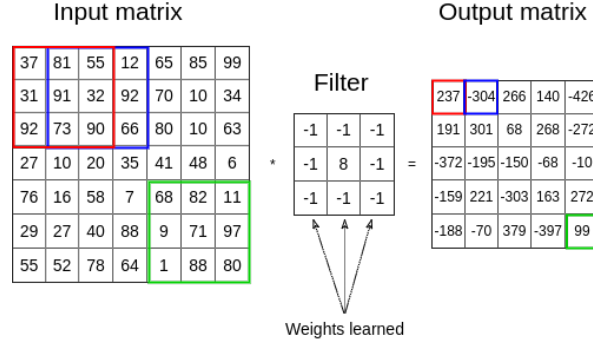 Input matrix
Output matrix
Filter
37 81 55 12 65 85 99
31 91 32 92 70 10 34
92 73 90 66 80 10 63
27 10 20 35 41 48 6
76 16 58 7 68 82 11
29 27 40 88 9 71 97
55 52 78 64 1 88 80
*
-1 -1 -1
-1 8 -1
-1 -1 -1
=
237 -304 266 140 -426
191 301 68 268 -272
-372 -195 -150 -68 -10
-159 221 -303 163 272
-188 -70 379 -397 99
Weights learned